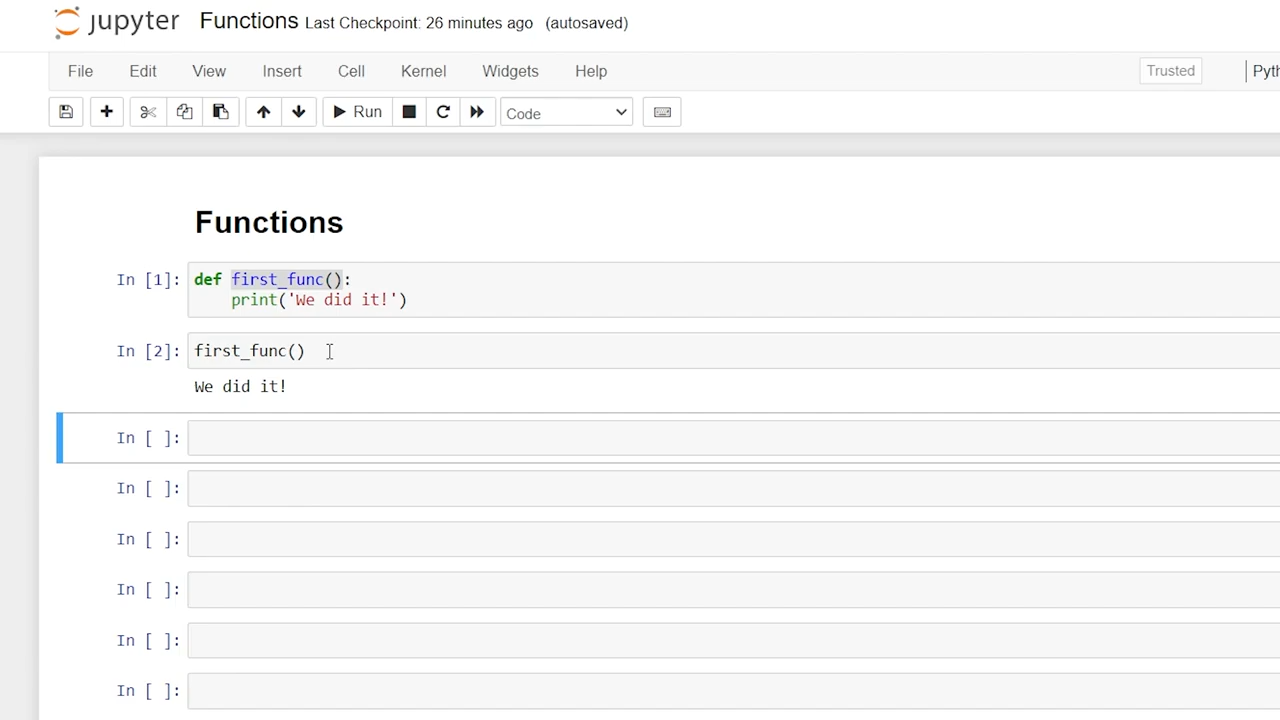 jupyter Functions Last Checkpoint: 26 minutes ago (autosaved)
File Edit View Insert Cell Kernel Widgets Help Trusted Pyth
Run Code
Functions
In [1]: def first_func():
    print('We did it!')
In [2]: first_func()
We did it!
In [ ]:
In [ ]:
In [ ]:
In [ ]:
In [ ]:
In [ ]: